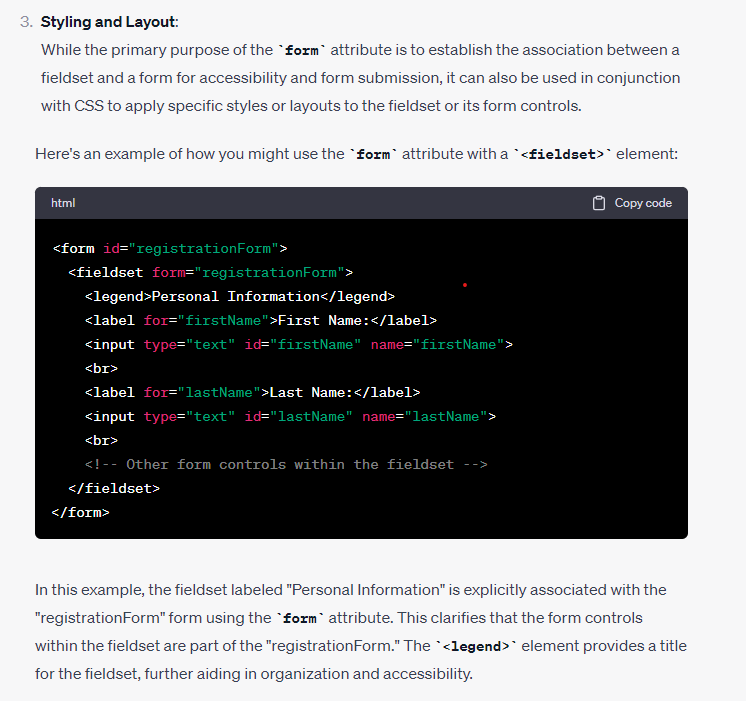 3. Styling and Layout:
While the primary purpose of the `form` attribute is to establish the association between a
fieldset and a form for accessibility and form submission, it can also be used in conjunction
with CSS to apply specific styles or layouts to the fieldset or its form controls.
Here's an example of how you might use the `form` attribute with a `<fieldset>` element:
html Copy code
<form id="registrationForm">
  <fieldset form="registrationForm">
    <legend>Personal Information</legend>
    <label for="firstName">First Name:</label>
    <input type="text" id="firstName" name="firstName">
    <br>
    <label for="lastName">Last Name:</label>
    <input type="text" id="lastName" name="lastName">
    <br>
    <!-- Other form controls within the fieldset -->
  </fieldset>
</form>
In this example, the fieldset labeled "Personal Information" is explicitly associated with the
"registrationForm" form using the `form` attribute. This clarifies that the form controls
within the fieldset are part of the "registrationForm." The `<legend>` element provides a title
for the fieldset, further aiding in organization and accessibility.